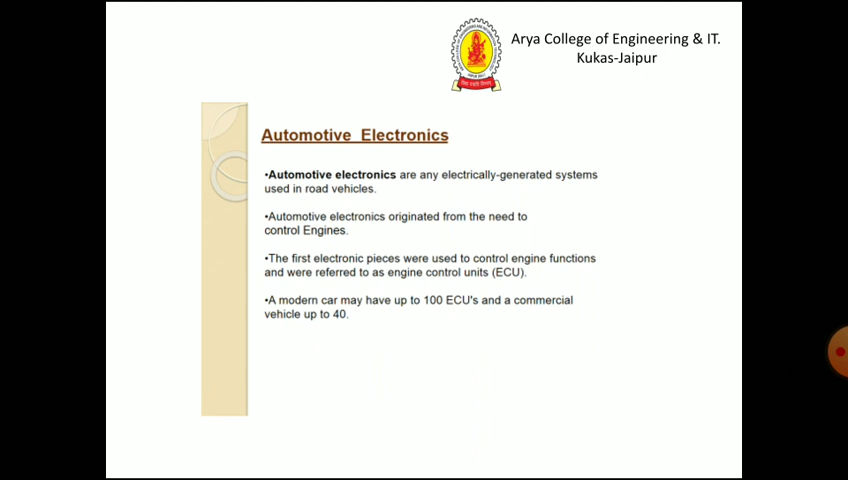 Arya College of Engineering & IT.
Kukas-Jaipur
Automotive Electronics
•Automotive electronics are any electrically-generated systems
used in road vehicles.
•Automotive electronics originated from the need to
control Engines.
•The first electronic pieces were used to control engine functions
and were referred to as engine control units (ECU).
•A modern car may have up to 100 ECU's and a commercial
vehicle up to 40.